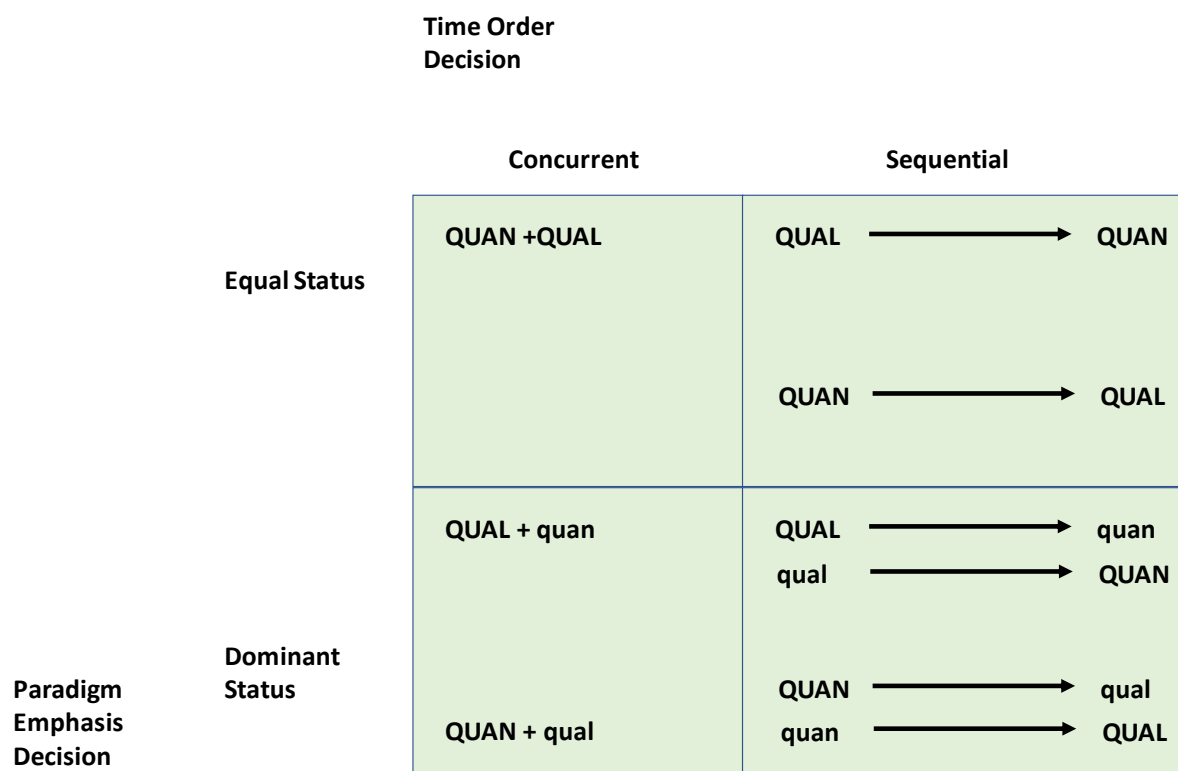 Time Order
Decision
Concurrent Sequential
QUAN +QUAL QUAL QUAN
Equal Status
QUAN QUAL
QUAL + quan QUAL quan
qual QUAN
Dominant
Paradigm Status QUAN qual
Emphasis QUAN + qual quan QUAL
Decision